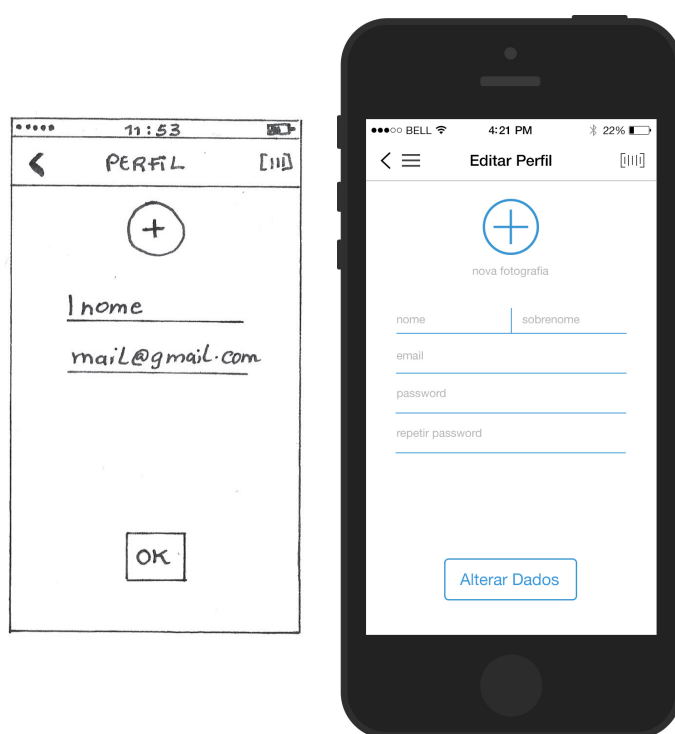 11:53
PERFIL
nome
mail@gmail.com
OK
BELL 4:21 PM 22%
Editar Perfil
nova fotografia
nome sobrenome
email
password
repetir password
Alterar Dados